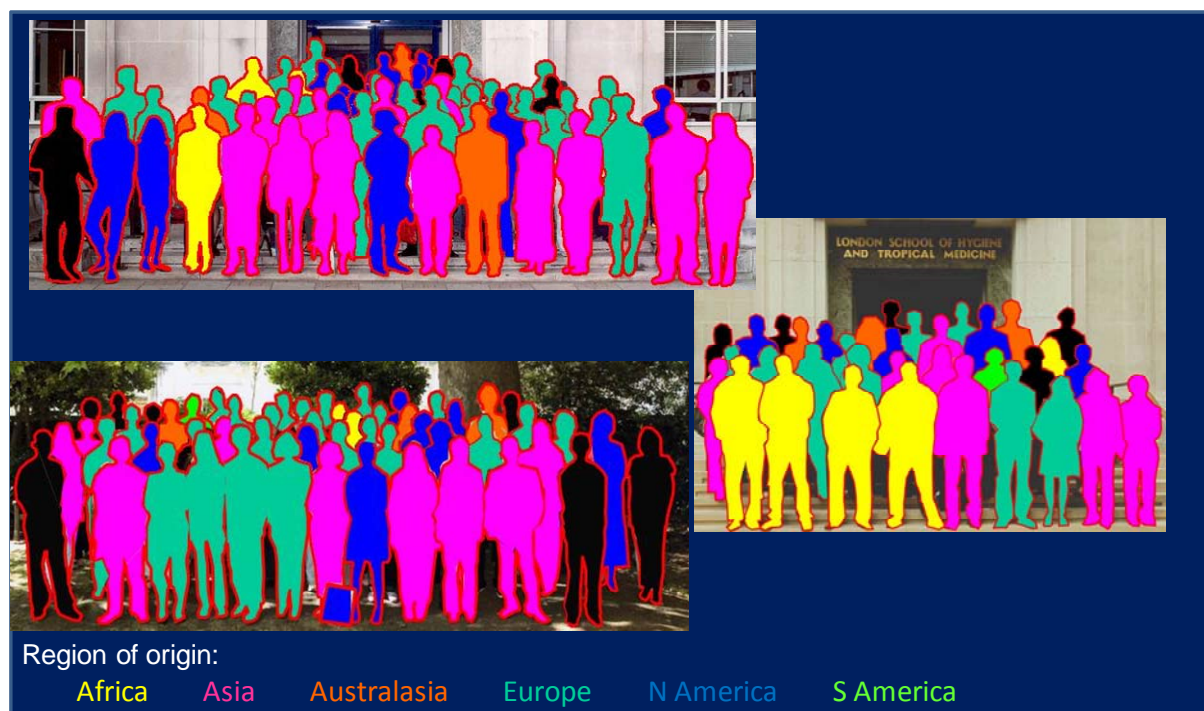 LONDON SCHOOL OF HYGIENE
AND TROPICAL MEDICINE
Region of origin:
Africa Asia Australasia Europe N America S America